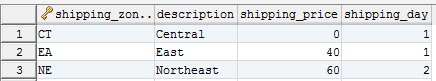 shipping_zon.. description shipping_price shipping_day
1 CT Central 0 1
2 EA East 40 1
3 NE Northeast 60 2